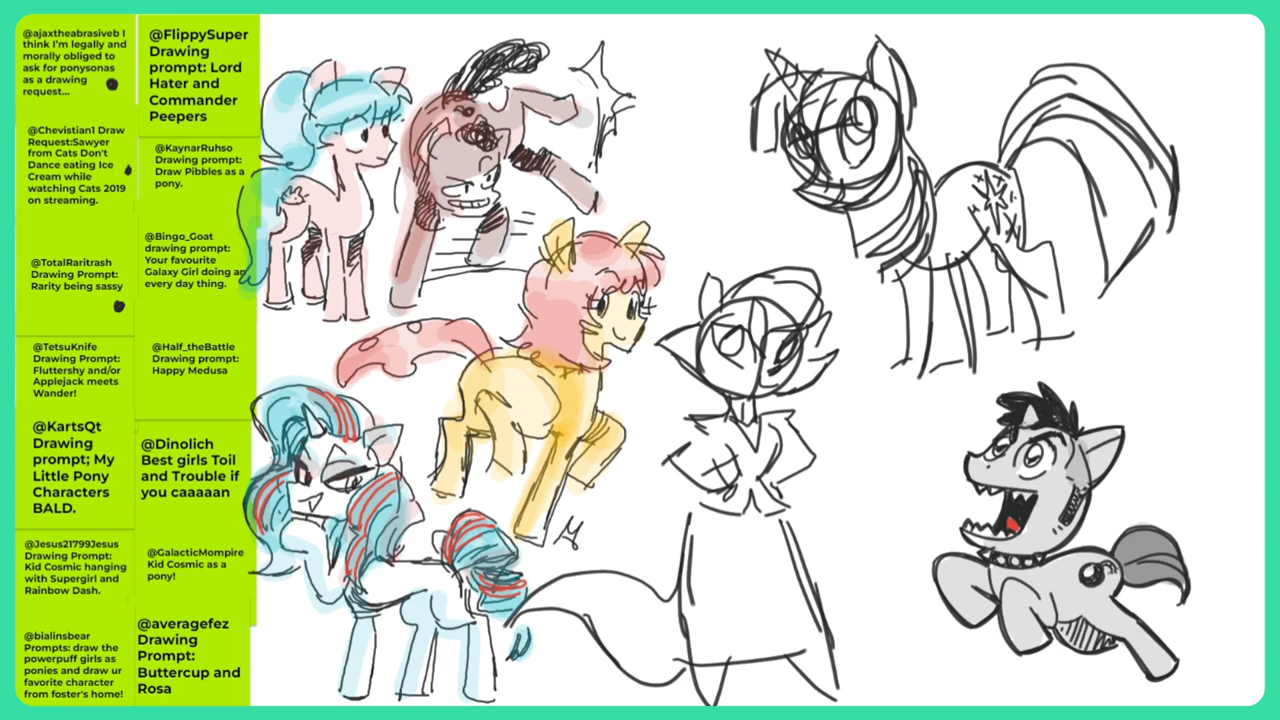 @ajaxtheabrasiveb I
think I'm legally and
morally obliged to
ask for ponysonas
as a drawing
request...
@FlippySuper
Drawing
prompt: Lord
Hater and
Commander
Peepers
@Chevistian1 Draw
Request:Sawyer
from Cats Don't
Dance eating Ice
Cream while
watching Cats 2019
on streaming.
@KaynarRuhso
Drawing prompt:
Draw Pibbles as a
pony.
@TotalRaritrash
Drawing Prompt:
Rarity being sassy
@Bingo_Goat
drawing prompt:
Your favourite
Galaxy Girl doing an
every day thing.
@TetsuKnife
Drawing Prompt:
Fluttershy and/or
Applejack meets
Wander!
@Half_theBattle
Drawing prompt:
Happy Medusa
@KartsQt
Drawing
prompt; My
Little Pony
Characters
BALD.
@Dinolich
Best girls Toil
and Trouble if
you caaaaan
@Jesus21799Jesus
Drawing Prompt:
Kid Cosmic hanging
with Supergirl and
Rainbow Dash.
@GalacticMompire
Kid Cosmic as a
pony!
@bialinsbear
Prompts: draw the
powerpuff girls as
ponies and draw ur
favorite character
from foster's home!
@averagefez
Drawing
Prompt:
Buttercup and
Rosa